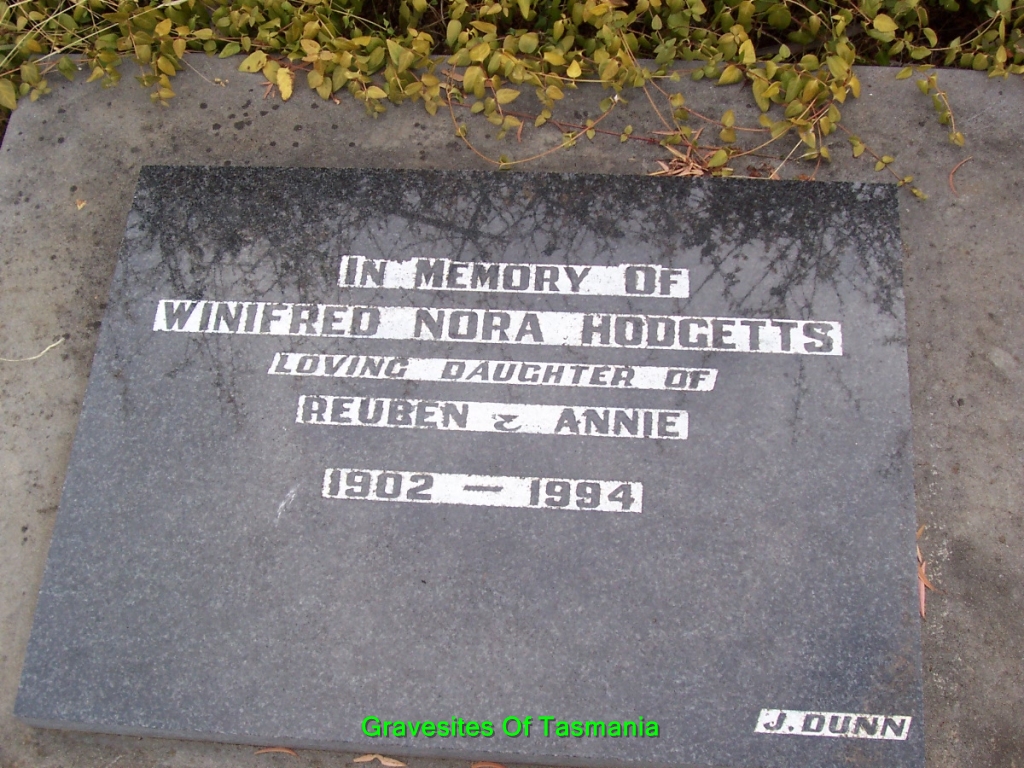 IN MEMORY OF
WINIFRED NORA HODGETTS
LOVING DAUGHTER OF
REUBEN & ANNIE
1902 — 1994
J. DUNN
Gravesites Of Tasmania